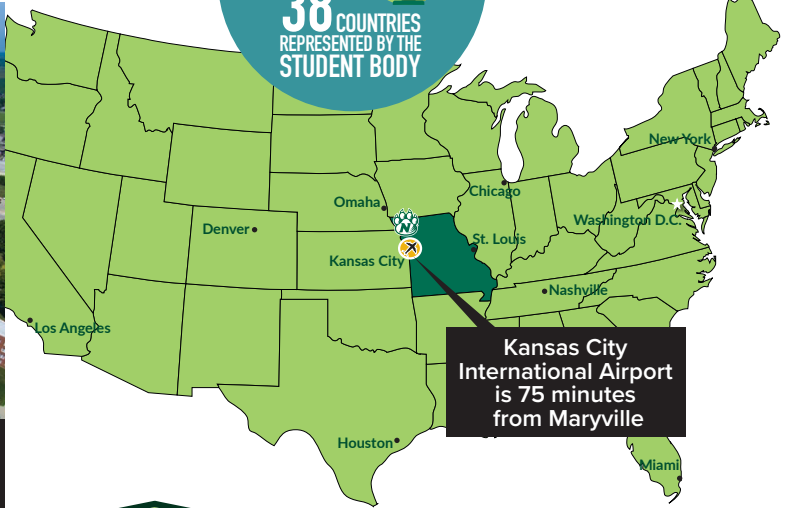 38 COUNTRIES
REPRESENTED BY THE
STUDENT BODY
New York
Chicago
Omaha
N
Washington D.C.
Denver
St. Louis
Kansas City
Nashville
Los Angeles
Kansas City
International Airport
is 75 minutes
from Maryville
Houston
Miami